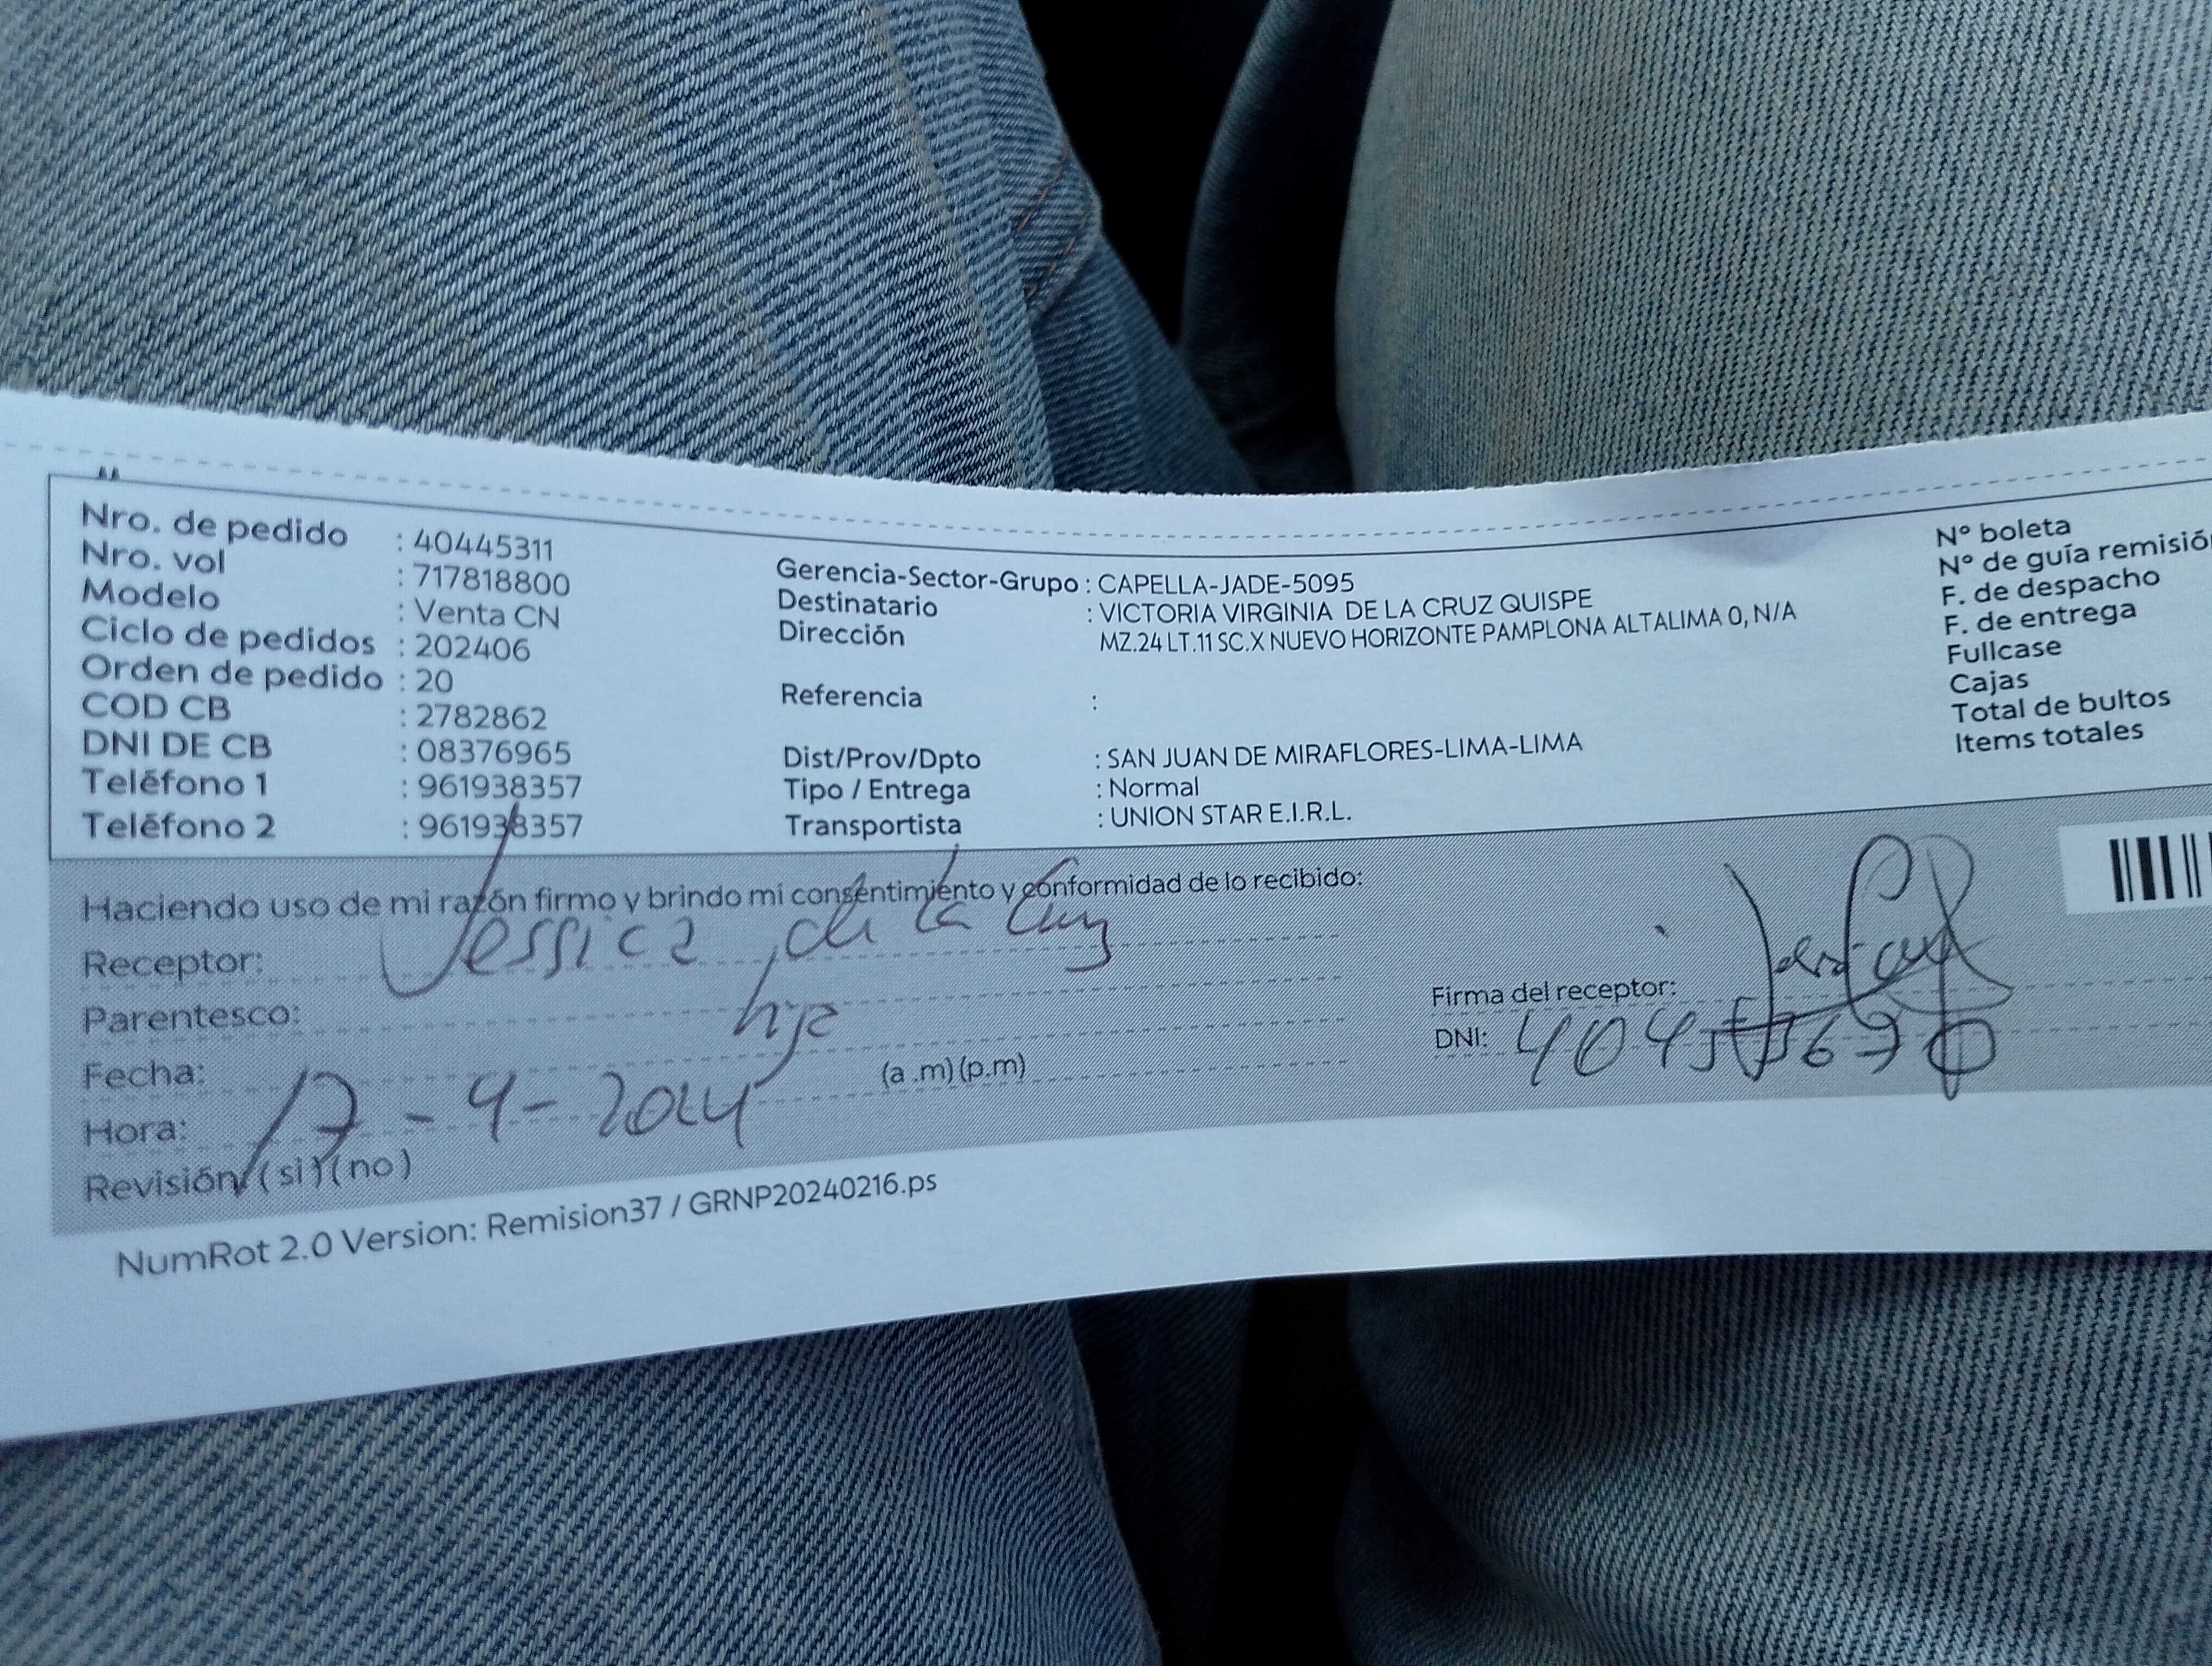 Nro. de pedido : 40445311
Nro. vol : 717818800
Modelo : Venta CN
Ciclo de pedidos : 202406
Orden de pedido : 20
COD CB : 2782862
DNI DE CB : 08376965
Teléfono 1 : 961938357
Teléfono 2 : 961938357
Gerencia-Sector-Grupo : CAPELLA-JADE-5095
Destinatario : VICTORIA VIRGINIA DE LA CRUZ QUISPE
Dirección MZ.24 LT.11 SC.X NUEVO HORIZONTE PAMPLONA ALTALIMA 0, N/A
Referencia :
Dist/Prov/Dpto : SAN JUAN DE MIRAFLORES-LIMA-LIMA
Tipo / Entrega : Normal
Transportista : UNION STAR E.I.R.L.
N° boleta
N° de guía remisió
F. de despacho
F. de entrega
Fullcase
Cajas
Total de bultos
Items totales
Haciendo uso de mi razón firmo y brindo mi consentimiento y conformidad de lo recibido:
Receptor: Jessica de la Cruz
Parentesco: hija
Fecha: 17-4-2024
Hora: (a .m) (p.m)
Revisión (si) (no)
Firma del receptor:
DNI:
NumRot 2.0 Version: Remision37 / GRNP20240216.ps